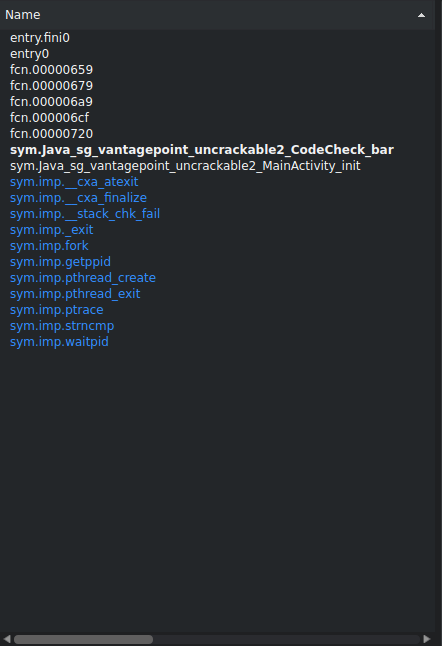 Name
entry.fini0
entry0
fcn.00000659
fcn.00000679
fcn.000006a9
fcn.000006cf
fcn.00000720
sym.Java_sg_vantagepoint_uncrackable2_CodeCheck_bar
sym.Java_sg_vantagepoint_uncrackable2_MainActivity_init
sym.imp.__cxa_atexit
sym.imp.__cxa_finalize
sym.imp.__stack_chk_fail
sym.imp._exit
sym.imp.fork
sym.imp.getppid
sym.imp.pthread_create
sym.imp.pthread_exit
sym.imp.ptrace
sym.imp.strncmp
sym.imp.waitpid